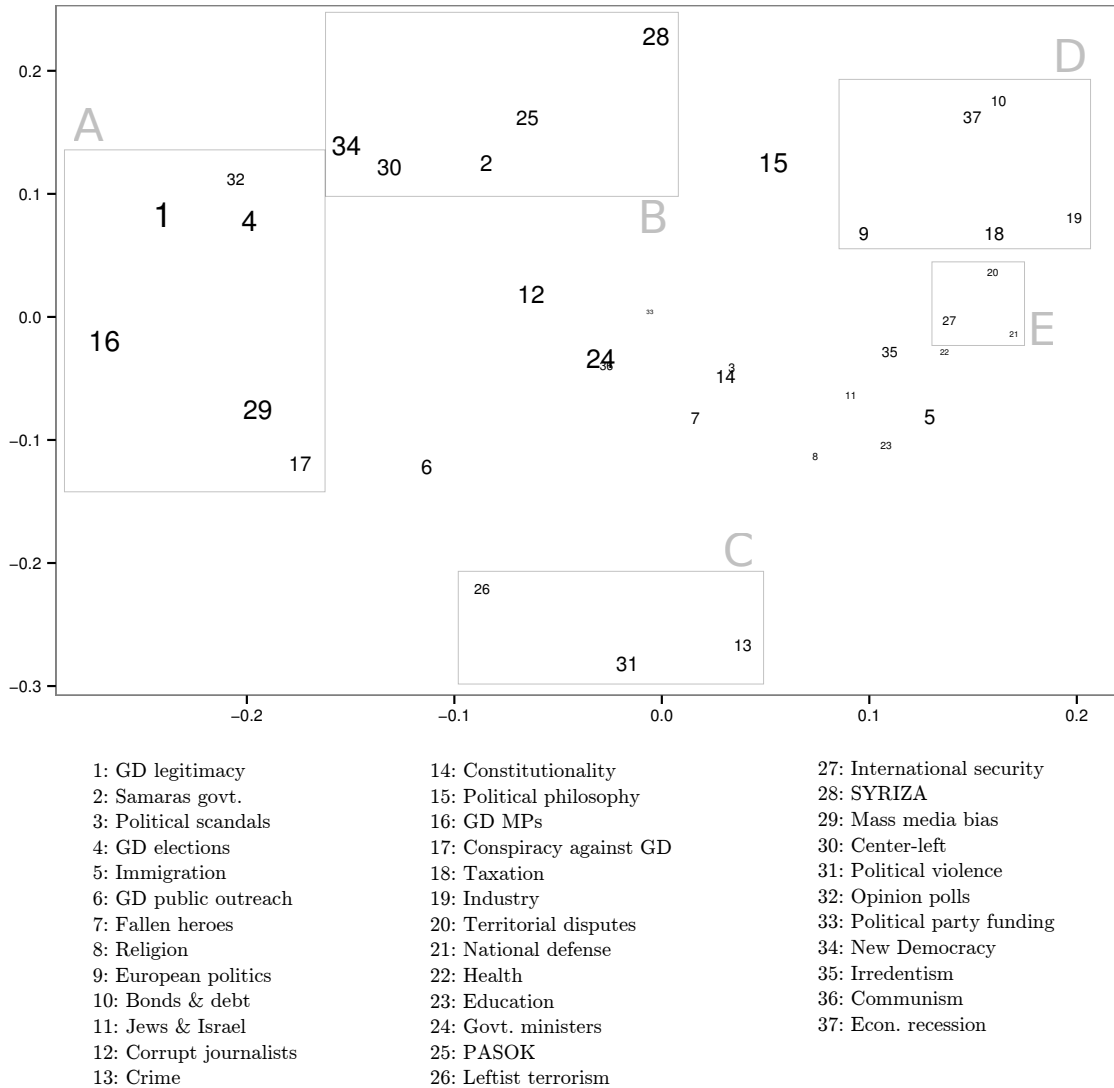 28
D
0.2
10
37
25
A
34
15
30
2
32
1
4
19
B
9
18
20
12
33
0.0
27
E
16
21
24
36
35
22
3
14
11
29
7
5
−0.1
23
17
6
8
0.1
C
−0.2
26
13
31
−0.3
−0.2
−0.1
0.0
0.1
0.2
1: GD legitimacy
2: Samaras govt.
3: Political scandals
4: GD elections
5: Immigration
6: GD public outreach
7: Fallen heroes
8: Religion
9: European politics
10: Bonds & debt
11: Jews & Israel
12: Corrupt journalists
13: Crime
14: Constitutionality
15: Political philosophy
16: GD MPs
17: Conspiracy against GD
18: Taxation
19: Industry
20: Territorial disputes
21: National defense
22: Health
23: Education
24: Govt. ministers
25: PASOK
26: Leftist terrorism
27: International security
28: SYRIZA
29: Mass media bias
30: Center-left
31: Political violence
32: Opinion polls
33: Political party funding
34: New Democracy
35: Irredentism
36: Communism
37: Econ. recession